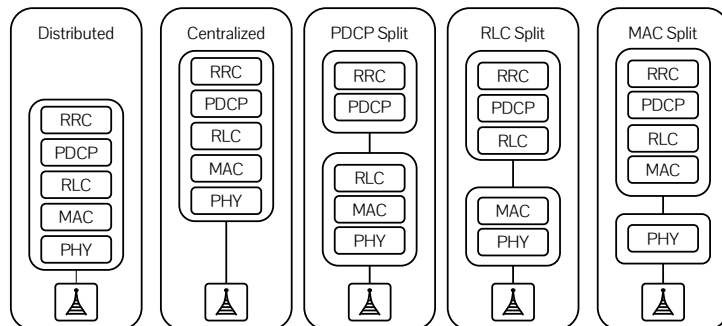 Distributed
RRC
PDCP
RLC
MAC
PHY
Centralized
RRC
PDCP
RLC
MAC
PHY
PDCP Split
RRC
PDCP
RLC
MAC
PHY
RLC Split
RRC
PDCP
RLC
MAC
PHY
MAC Split
RRC
PDCP
RLC
MAC
PHY